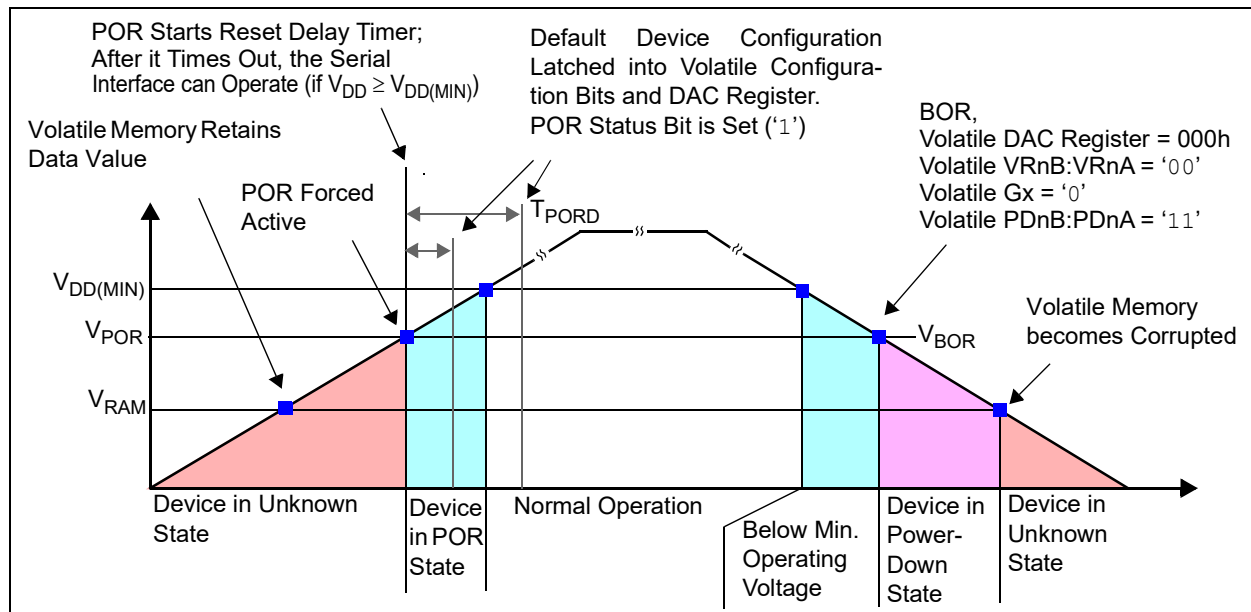 POR Starts Reset Delay Timer;
After it Times Out, the Serial
Interface can Operate (if VDD ≥ VDD(MIN))
Default Device Configuration
Latched into Volatile Configura-
tion Bits and DAC Register.
POR Status Bit is Set (‘1’)
Volatile Memory Retains
Data Value
POR Forced
Active
BOR,
Volatile DAC Register = 000h
Volatile VRnB:VRnA = ‘00’
Volatile Gx = ‘0’
Volatile PDnB:PDnA = ‘11’
TPORD
VDD(MIN)
VPOR
VBOR
Volatile Memory
becomes Corrupted
VRAM
Device in Unknown
State
Device
in POR
State
Normal Operation
Below Min.
Operating
Voltage
Device in
Power-
Down
State
Device in
Unknown
State